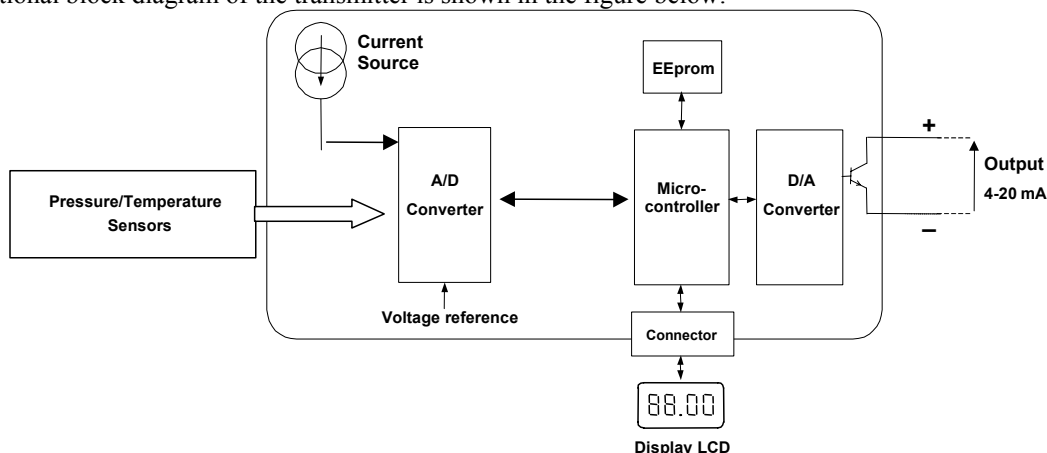 tional block diagram of the transmitter is shown in the figure below.
Current
Source
EEprom
Pressure/Temperature
Sensors
A/D
Converter
Micro-
controller
D/A
Converter
+
Output
4-20 mA
–
Voltage reference
Connector
88.00
Display LCD